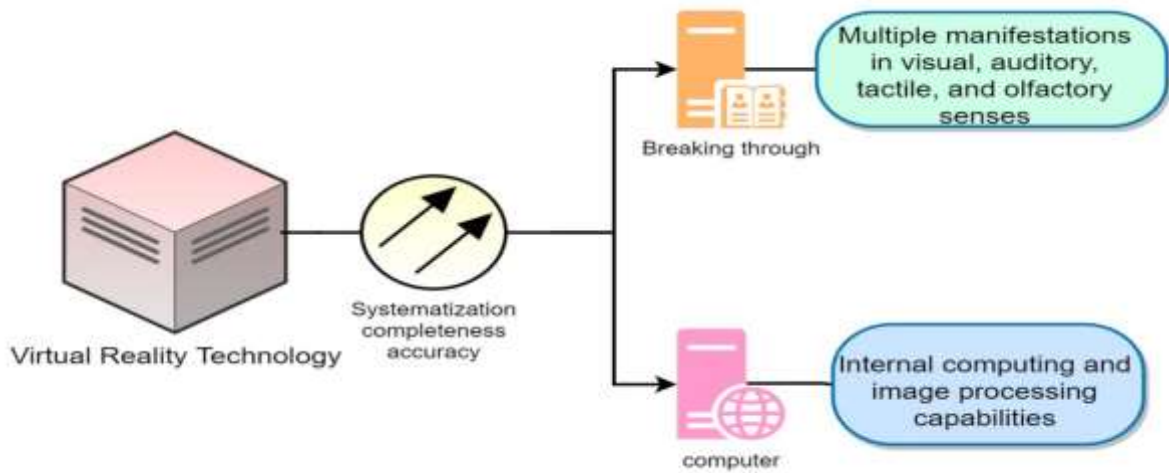 Multiple manifestations
in visual, auditory,
tactile, and olfactory
senses
Breaking through
Virtual Reality Technology
Systematization
completeness
accuracy
Internal computing and
image processing
capabilities
computer